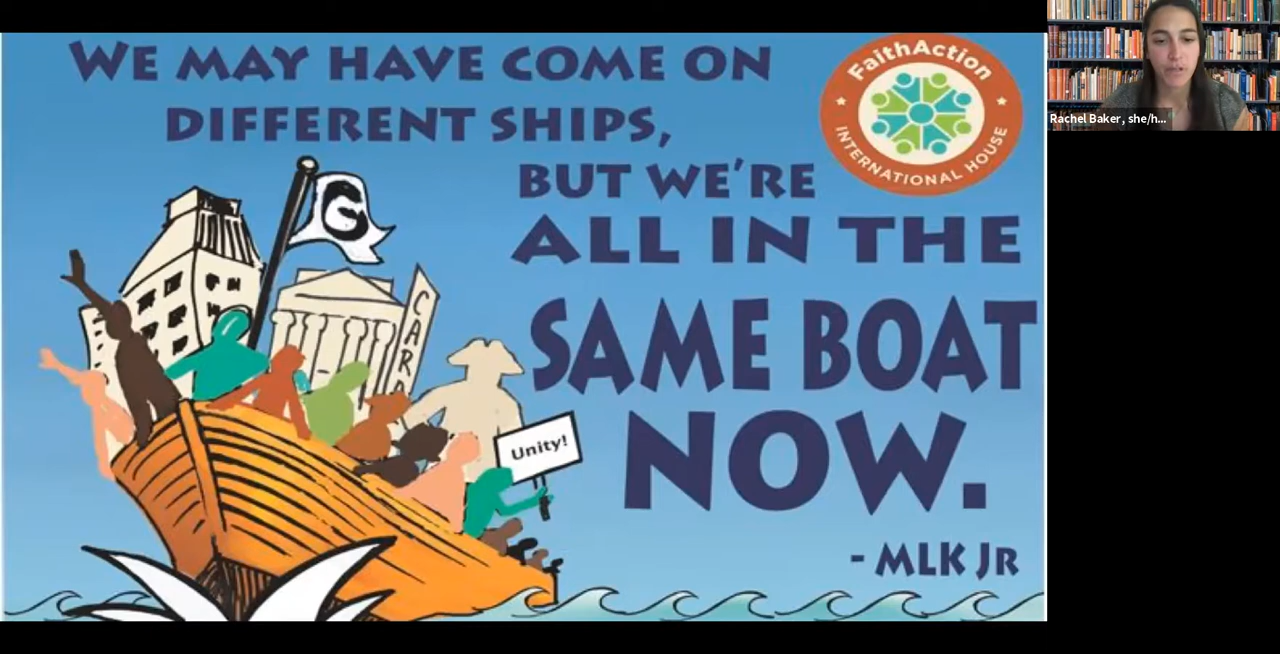 WE MAY HAVE COME ON
DIFFERENT SHIPS,
BUT WE'RE
ALL IN THE
SAME BOAT
NOW.
- MLK JR
FaithAction
INTERNATIONAL HOUSE
G
CARO
Unity!
Rachel Baker, she/h...